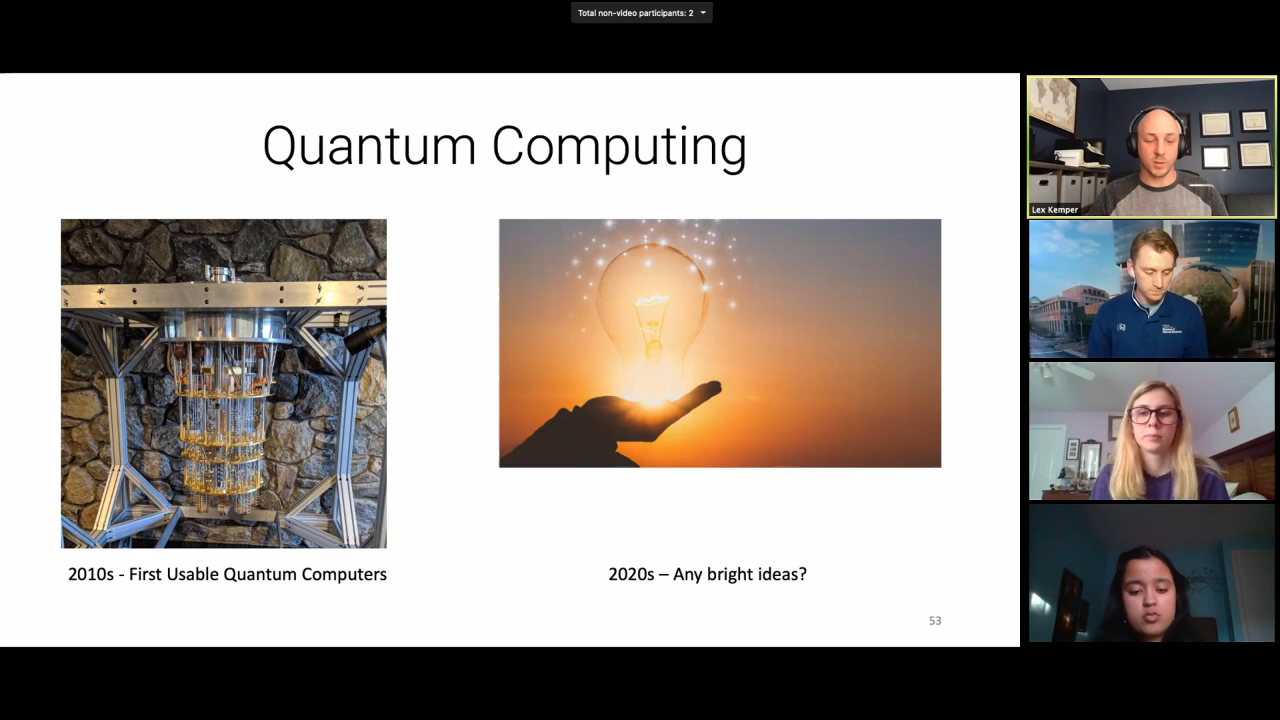 Total non-video participants: 2
Quantum Computing
2010s - First Usable Quantum Computers
2020s – Any bright ideas?
53
Lex Kemper